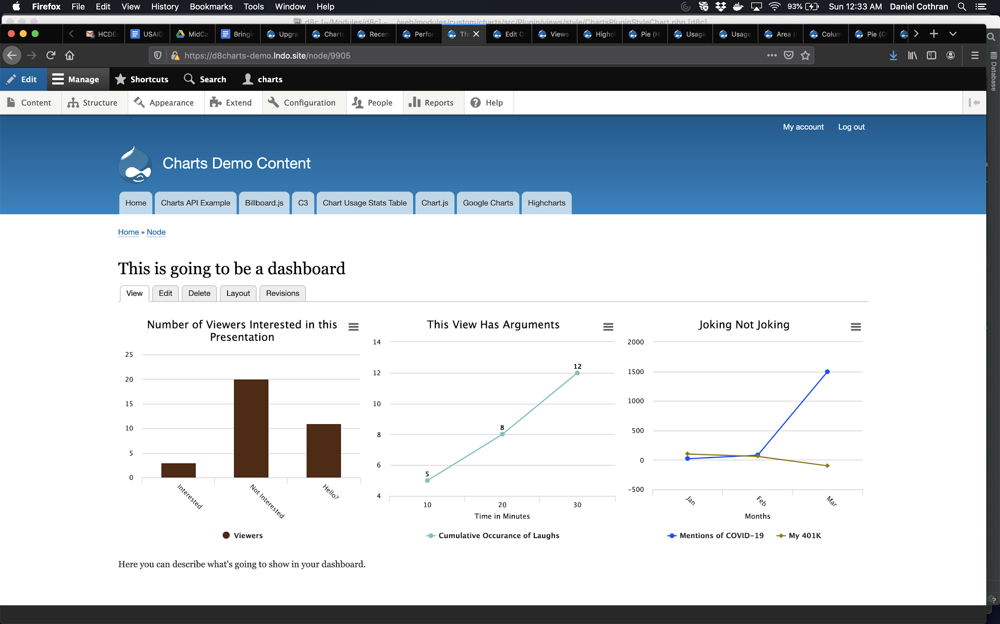 Firefox File Edit View History Bookmarks Tools Window Help 93% Sun 12:33 AM Daniel Cothran
d8c [~/Modules/d8c] - .../web/modules/custom/charts/src/Plugin/views/style/ChartsPluginStyleChart.php [d8c]
HCDE USAID MidCa Bringin Upgra Charts Recen Perfor Thi Edit C Views Highch Pie (Hi Usage Usage Area ( Colum Pie (C
https://d8charts-demo.lndo.site/node/9905
Database
Edit Manage Shortcuts Search charts
Content Structure Appearance Extend Configuration People Reports Help
My account Log out
Charts Demo Content
Home Charts API Example Billboard.js C3 Chart Usage Stats Table Chart.js Google Charts Highcharts
Home » Node
This is going to be a dashboard
View Edit Delete Layout Revisions
Number of Viewers Interested in this
Presentation
25
20
15
10
5
0
Interested
Not Interested
Hello?
Viewers
This View Has Arguments
14
12
10
8
6
4
5
8
12
10 20 30
Time in Minutes
Cumulative Occurance of Laughs
Joking Not Joking
2000
1500
1000
500
0
-500
Jan
Feb
Mar
Months
Mentions of COVID-19 My 401K
Here you can describe what's going to show in your dashboard.